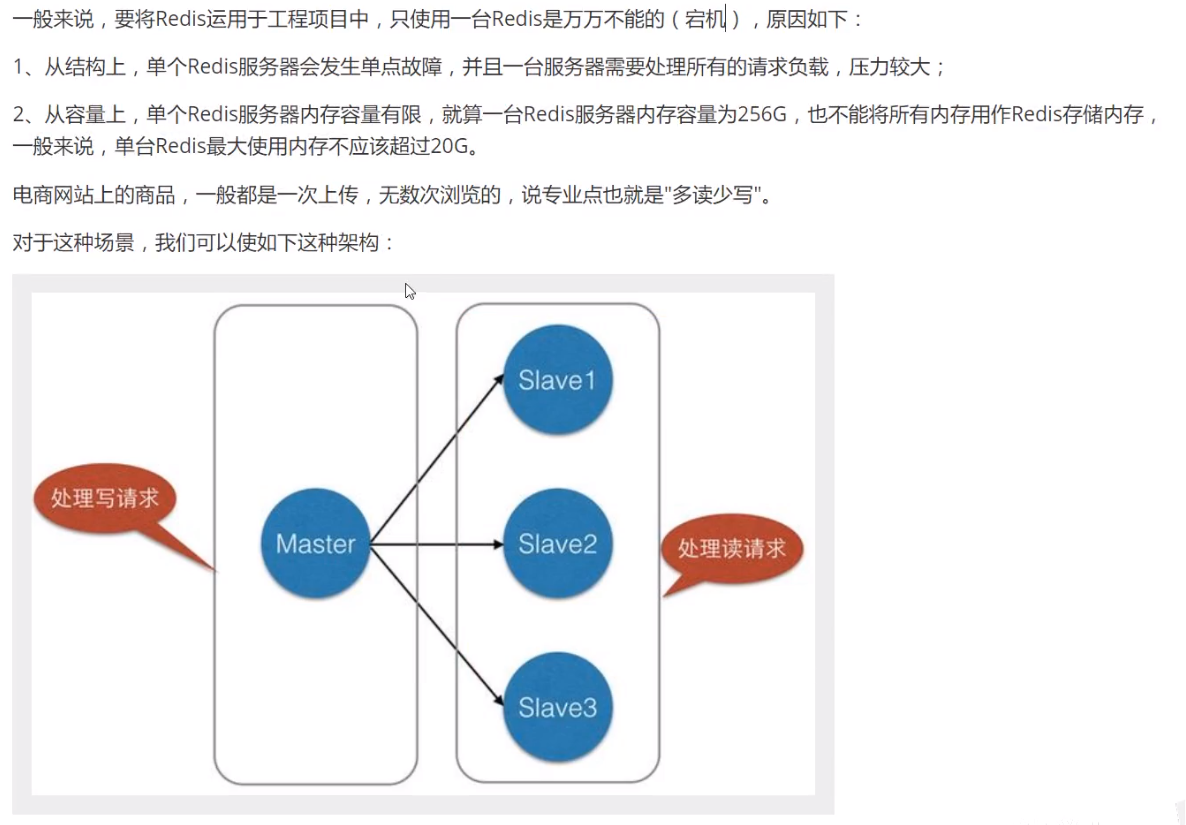 一般来说，要将Redis运用于工程项目中，只使用一台Redis是万万不能的（宕机），原因如下：
1、从结构上，单个Redis服务器会发生单点故障，并且一台服务器需要处理所有的请求负载，压力较大；
2、从容量上，单个Redis服务器内存容量有限，就算一台Redis服务器内存容量为256G，也不能将所有内存用作Redis存储内存，
一般来说，单台Redis最大使用内存不应该超过20G。
电商网站上的商品，一般都是一次上传，无数次浏览的，说专业点也就是"多读少写"。
对于这种场景，我们可以使如下这种架构：
Slave1
处理写请求
Master
Slave2
处理读请求
Slave3